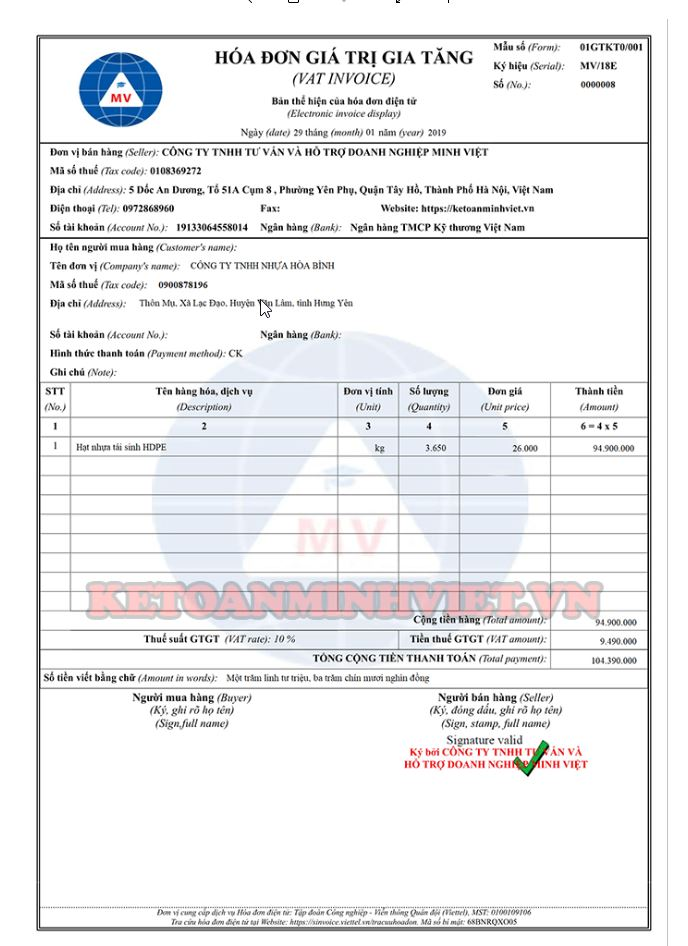 HÓA ĐƠN GIÁ TRỊ GIA TĂNG
(VAT INVOICE)
Bản thể hiện của hóa đơn điện tử
(Electronic invoice display)
Ngày (date) 29 tháng (month) 01 năm (year) 2019
Mẫu số (Form): 01GTKT0/001
Ký hiệu (Serial): MV/18E
Số (No.): 0000008
MV
Đơn vị bán hàng (Seller): CÔNG TY TNHH TƯ VẤN VÀ HỖ TRỢ DOANH NGHIỆP MINH VIỆT
Mã số thuế (Tax code): 0108369272
Địa chỉ (Address): 5 Dốc An Dương, Tổ 51A Cụm 8 , Phường Yên Phụ, Quận Tây Hồ, Thành Phố Hà Nội, Việt Nam
Điện thoại (Tel): 0972868960 Fax: Website: https://ketoanminhviet.vn
Số tài khoản (Account No.): 19133064558014 Ngân hàng (Bank): Ngân hàng TMCP Kỹ thương Việt Nam
Họ tên người mua hàng (Customer's name):
Tên đơn vị (Company's name): CÔNG TY TNHH NHỰA HÒA BÌNH
Mã số thuế (Tax code): 0900878196
Địa chỉ (Address): Thôn Mụ, Xã Lạc Đạo, Huyện Văn Lâm, tỉnh Hưng Yên
Số tài khoản (Account No.): Ngân hàng (Bank):
Hình thức thanh toán (Payment method): CK
Ghi chú (Note):
STT Tên hàng hóa, dịch vụ Đơn vị tính Số lượng Đơn giá Thành tiền
(No.) (Description) (Unit) (Quantity) (Unit price) (Amount)
1 2 3 4 5 6 = 4 x 5
1 Hạt nhựa tái sinh HDPE kg 3.650 26.000 94.900.000
MV
KETOANMINHVIET.VN
Cộng tiền hàng (Total amount): 94.900.000
Thuế suất GTGT (VAT rate): 10 % Tiền thuế GTGT (VAT amount): 9.490.000
TỔNG CỘNG TIỀN THANH TOÁN (Total payment): 104.390.000
Số tiền viết bằng chữ (Amount in words): Một trăm linh tư triệu, ba trăm chín mươi nghìn đồng
Người mua hàng (Buyer)
(Ký, ghi rõ họ tên)
(Sign,full name)
Người bán hàng (Seller)
(Ký, đóng dấu, ghi rõ họ tên)
(Sign, stamp, full name)
Signature valid
Ký bởi CÔNG TY TNHH TƯ VẤN VÀ
HỖ TRỢ DOANH NGHIỆP MINH VIỆT
Đơn vị cung cấp dịch vụ Hóa đơn điện tử: Tập đoàn Công nghiệp - Viễn thông Quân đội (Viettel), MST: 0100109106
Tra cứu hóa đơn điện tử tại Website: https://sinvoice.viettel.vn/tracuuhoadon. Mã số bí mật: 68BNRQXO05